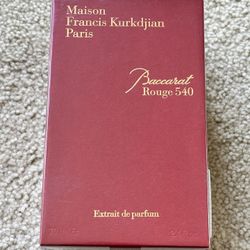 Maison
Francis Kurkdjian
Paris
Baccarat
Rouge 540
Extrait de parfum